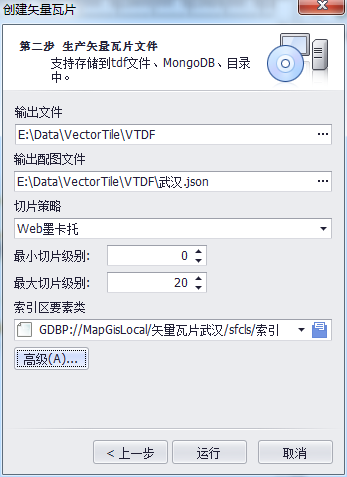 创建矢量瓦片
第二步 生产矢量瓦片文件
支持存储到tdf文件、MongoDB、目录
中。
输出文件
E:\Data\VectorTile\VTDF
输出配图文件
E:\Data\VectorTile\VTDF\武汉.json
切片策略
Web墨卡托
最小切片级别: 0
最大切片级别: 20
索引区要素类
GDBP://MapGisLocal/矢量瓦片武汉/sfcls/索引
高级(A)...
< 上一步 运行 取消